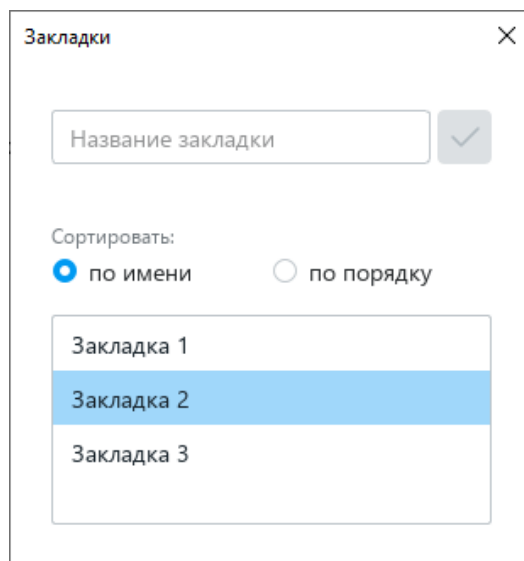 Закладки
Название закладки
Сортировать:
по имени по порядку
Закладка 1
Закладка 2
Закладка 3